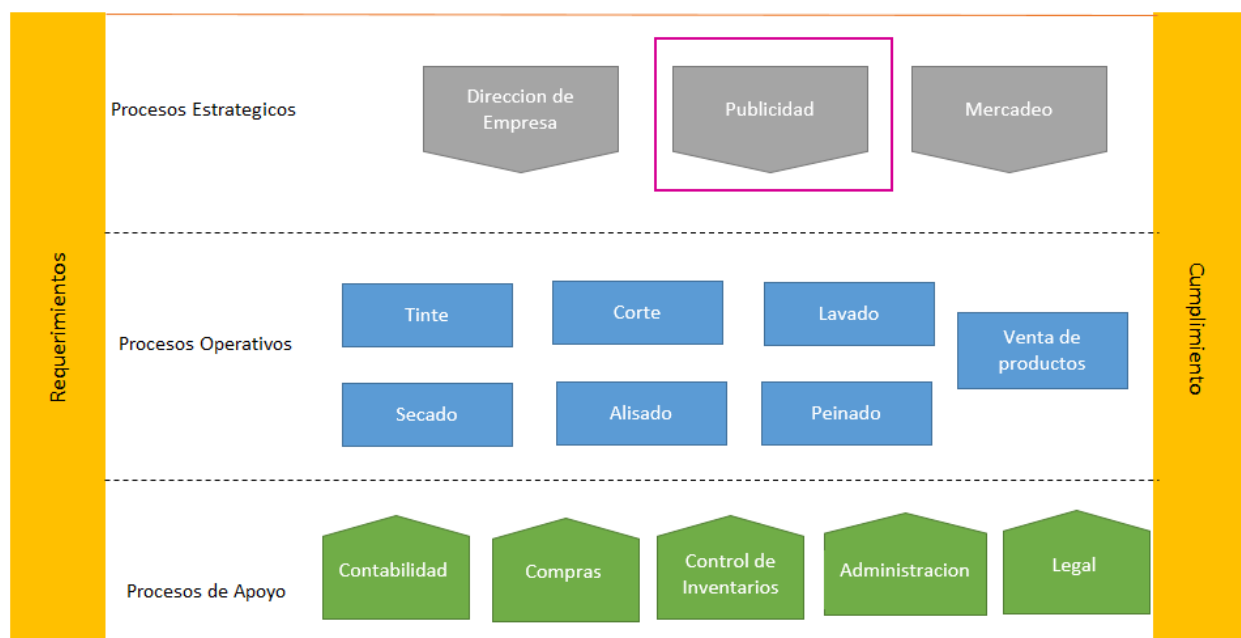 Requerimientos
Procesos Estrategicos
Direccion de
Empresa
Publicidad
Mercadeo
Procesos Operativos
Tinte
Corte
Lavado
Venta de
productos
Secado
Alisado
Peinado
Procesos de Apoyo
Contabilidad
Compras
Control de
Inventarios
Administracion
Legal
Cumplimiento